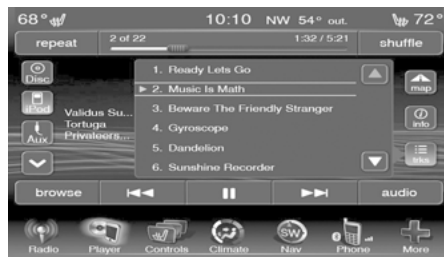 68° 10:10 NW 54° out. 72°
repeat 2 of 22 1:32 / 5:21 shuffle
Disc
iPod
Aux
Validus Su...
Tortuga
Privateers...
1. Ready Lets Go
2. Music Is Math
3. Beware The Friendly Stranger
4. Gyroscope
5. Dandelion
6. Sunshine Recorder
map
info
trks
browse audio
Radio Player Controls Climate SW Nav Phone More